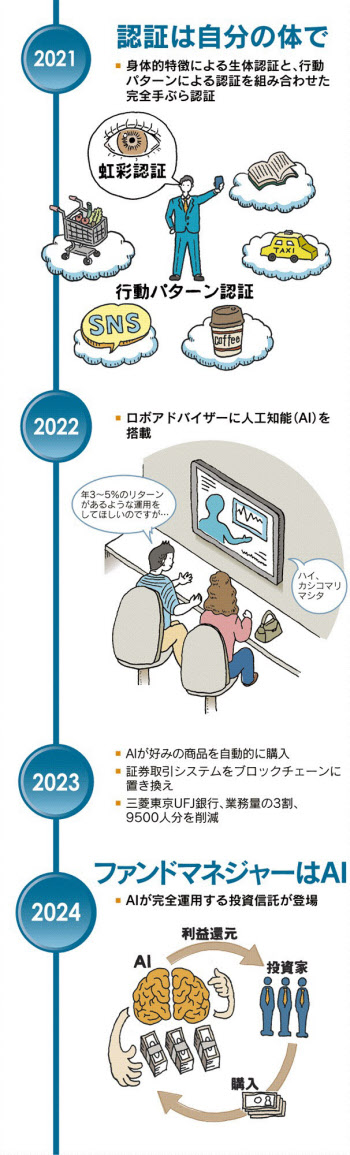 2021
認証は自分の体で
■ 身体的特徴による生体認証と、行動
パターンによる認証を組み合わせた
完全手ぶら認証
虹彩認証
TAXI
行動パターン認証
SNS
Coffee
2022
■ ロボアドバイザーに人工知能(AI)を
搭載
年3~5%のリターン
があるような運用を
してほしいのですが…
ハイ、
カシコマリ
マシタ
2023
■ AIが好みの商品を自動的に購入
■ 証券取引システムをブロックチェーンに
置き換え
■ 三菱東京UFJ銀行、業務量の3割、
9500人分を削減
ファンドマネジャーはAI
2024
■ AIが完全運用する投資信託が登場
利益還元
AI
投資家
購入